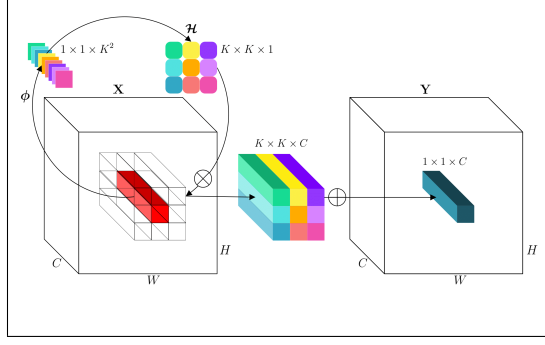 𝓗
1 × 1 × K²
K × K × 1
ϕ
X
Y
K × K × C
1 × 1 × C
⊗
⊕
H
H
C
C
W
W